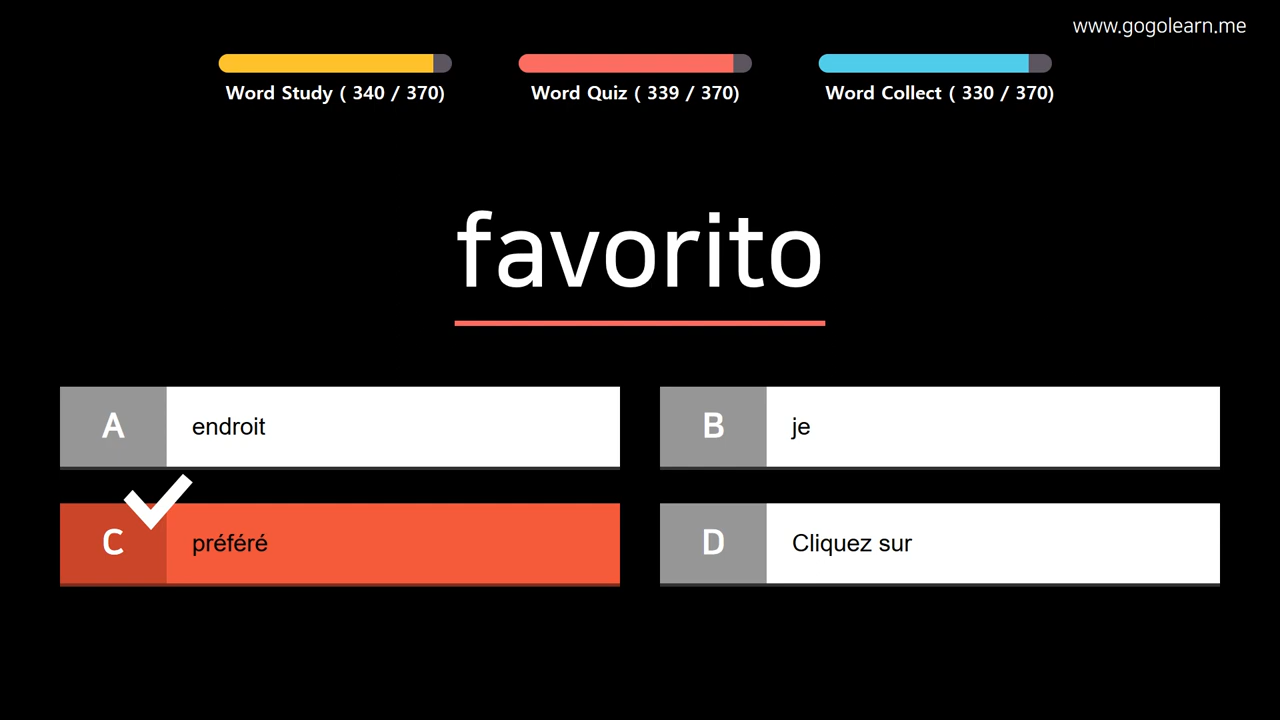 www.gogolearn.me
Word Study ( 340 / 370)
Word Quiz ( 339 / 370)
Word Collect ( 330 / 370)
favorito
A endroit
B je
C préféré
D Cliquez sur